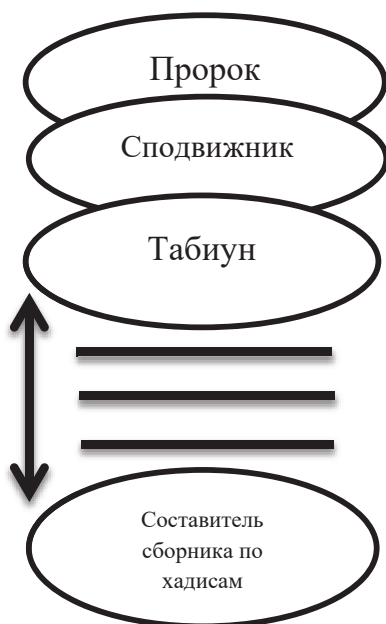 Пророк
Сподвижник
Табиун
Составитель
сборника по
хадисам